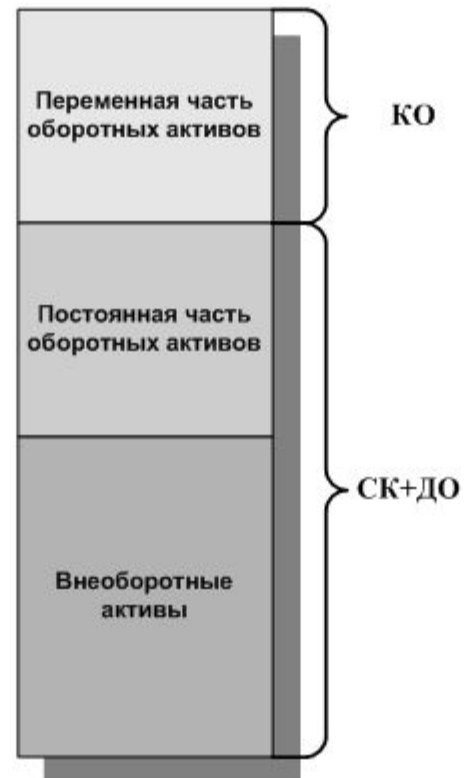 Переменная часть
оборотных активов
КО
Постоянная часть
оборотных активов
СК+ДО
Внеоборотные
активы